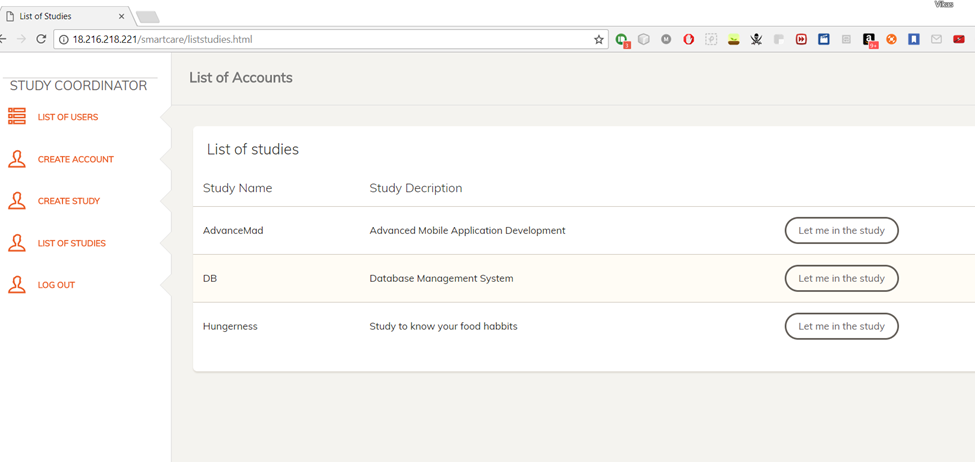 Vikas
List of Studies
18.216.218.221/smartcare/liststudies.html
STUDY COORDINATOR
LIST OF USERS
CREATE ACCOUNT
CREATE STUDY
LIST OF STUDIES
LOG OUT
List of Accounts
List of studies
Study Name Study Decription
AdvanceMad Advanced Mobile Application Development Let me in the study
DB Database Management System Let me in the study
Hungerness Study to know your food habbits Let me in the study